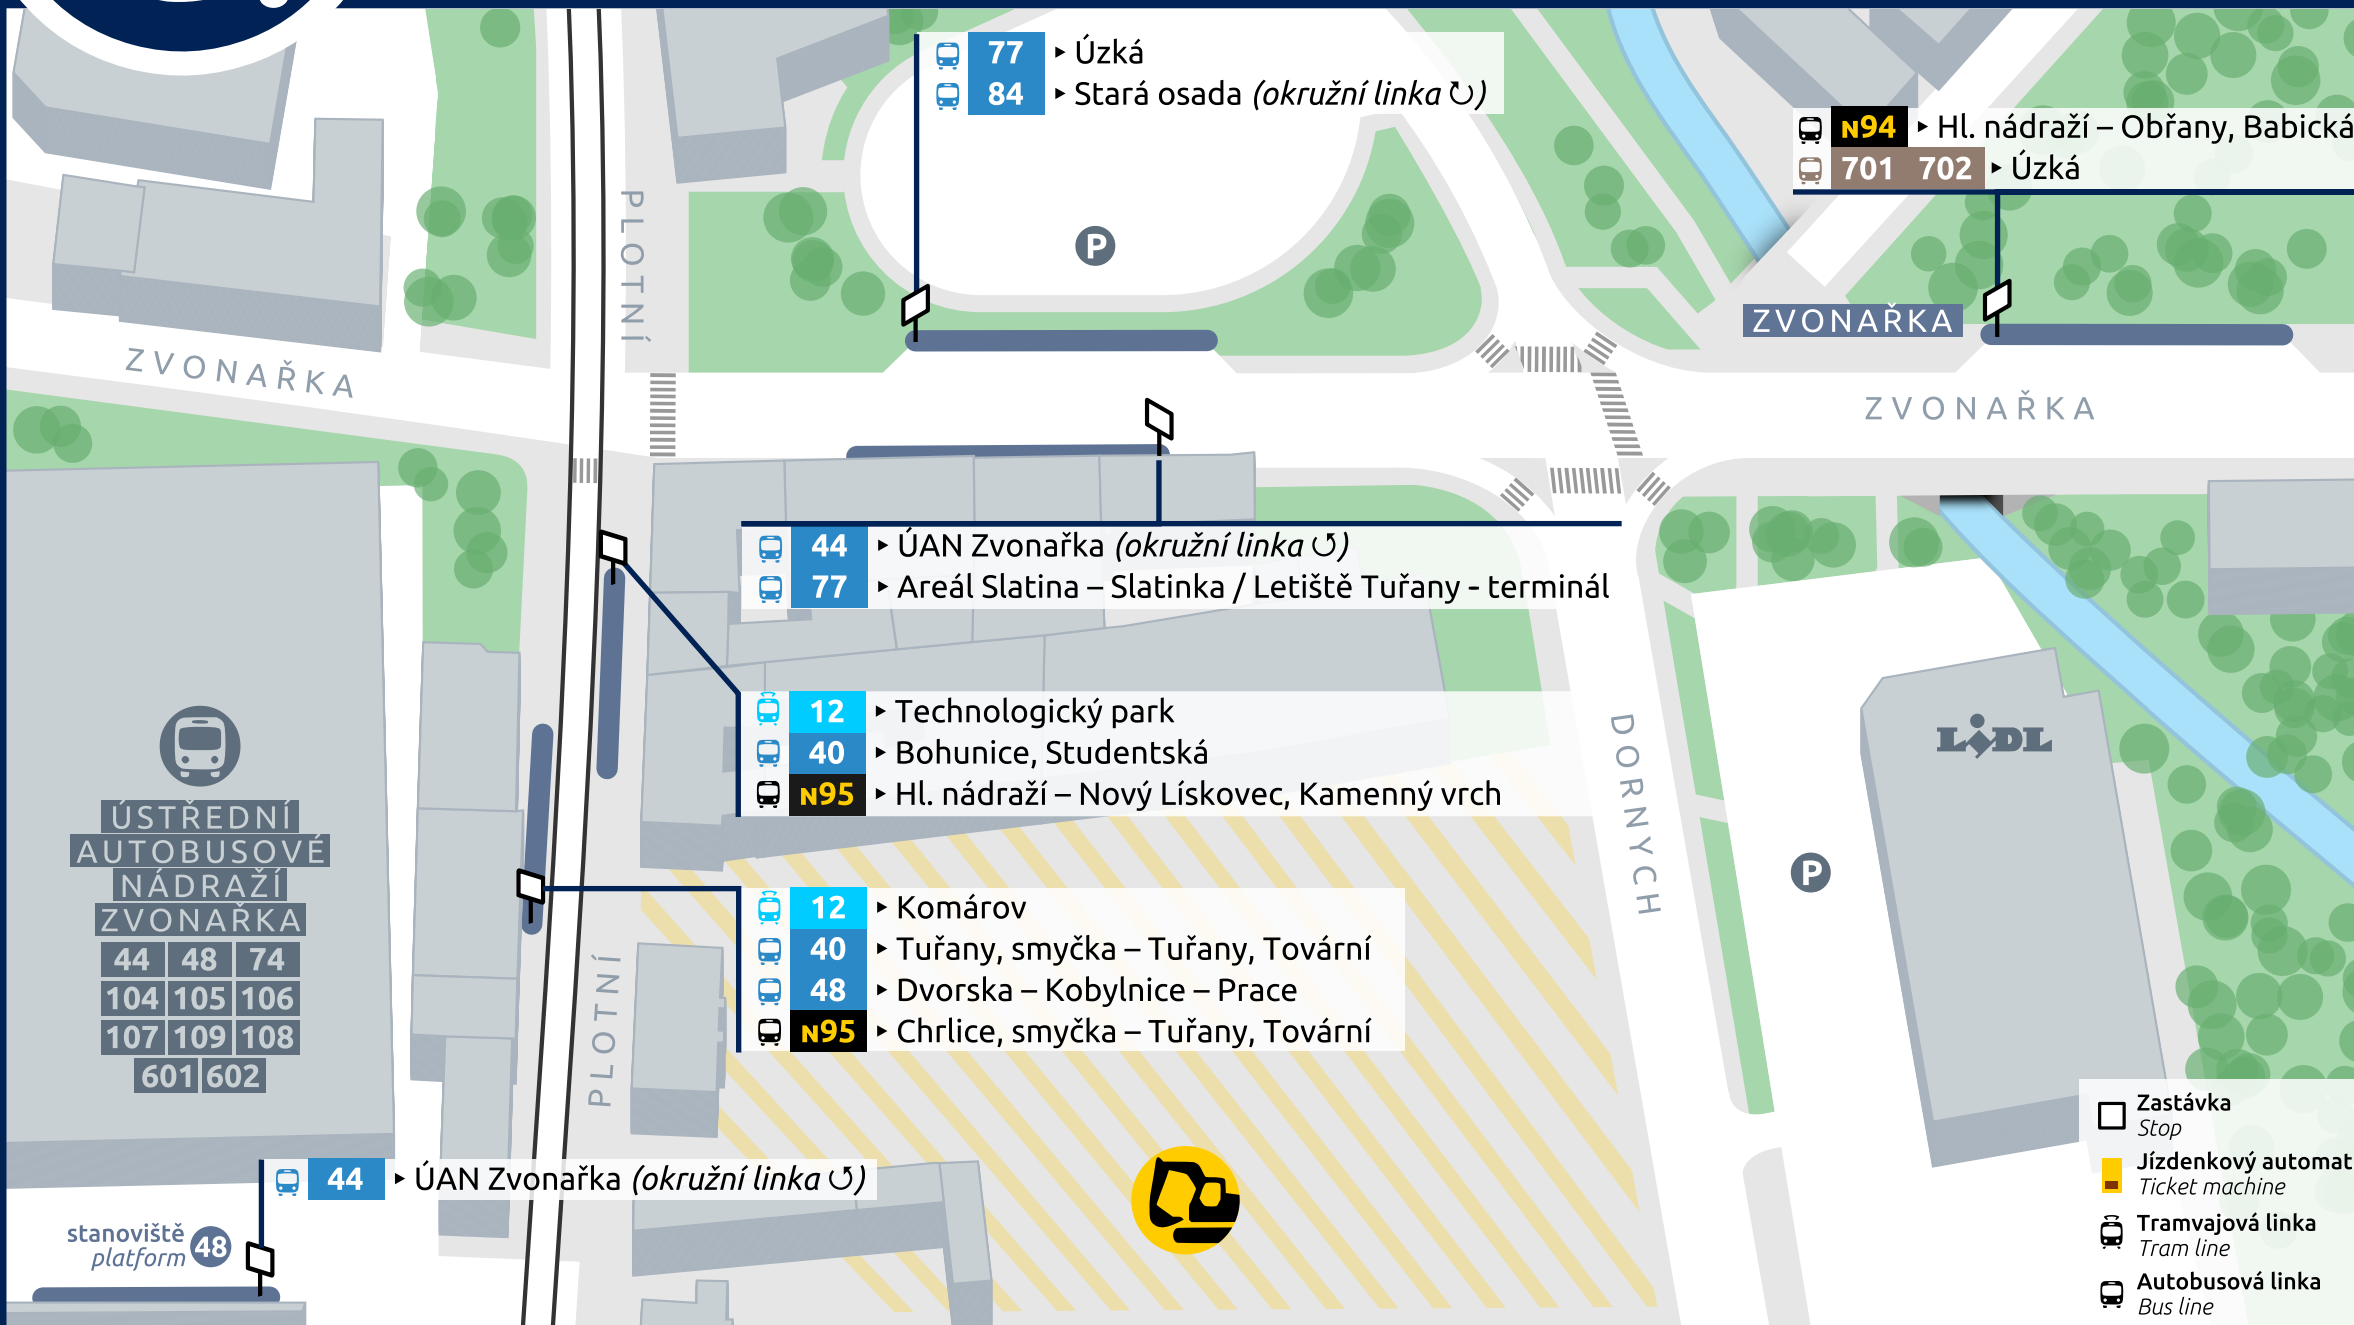 77 ▸ Úzká
84 ▸ Stará osada (okružní linka ↻)
N94 ▸ Hl. nádraží – Obřany, Babická
701 702 ▸ Úzká
PLOTNÍ
P
ZVONAŘKA
ZVONAŘKA
ZVONAŘKA
44 ▸ ÚAN Zvonařka (okružní linka ↺)
77 ▸ Areál Slatina – Slatinka / Letiště Tuřany - terminál
12 ▸ Technologický park
40 ▸ Bohunice, Studentská
N95 ▸ Hl. nádraží – Nový Lískovec, Kamenný vrch
DORNYCH
LIDL
P
ÚSTŘEDNÍ
AUTOBUSOVÉ
NÁDRAŽÍ
ZVONAŘKA
44 48 74
104 105 106
107 109 108
601 602
12 ▸ Komárov
40 ▸ Tuřany, smyčka – Tuřany, Tovární
48 ▸ Dvorska – Kobylnice – Prace
N95 ▸ Chrlice, smyčka – Tuřany, Tovární
PLOTNÍ
44 ▸ ÚAN Zvonařka (okružní linka ↺)
stanoviště
platform 48
Zastávka
Stop
Jízdenkový automat
Ticket machine
Tramvajová linka
Tram line
Autobusová linka
Bus line